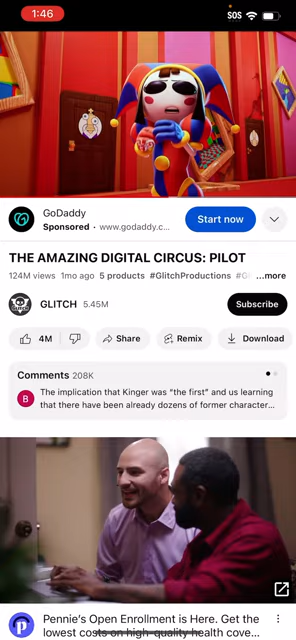 1:46
SOS
GoDaddy
Start now
Sponsored · www.godaddy.c...
THE AMAZING DIGITAL CIRCUS: PILOT
124M views 1mo ago 5 products #GlitchProductions #G ...more
GLITCH 5.45M
Subscribe
4M
Share
Remix
Download
Comments 208K
B
The implication that Kinger was “the first” and us learning
that there have been already dozens of former character...
Pennie's Open Enrollment is Here. Get the
lowest costs on high-quality health cove...